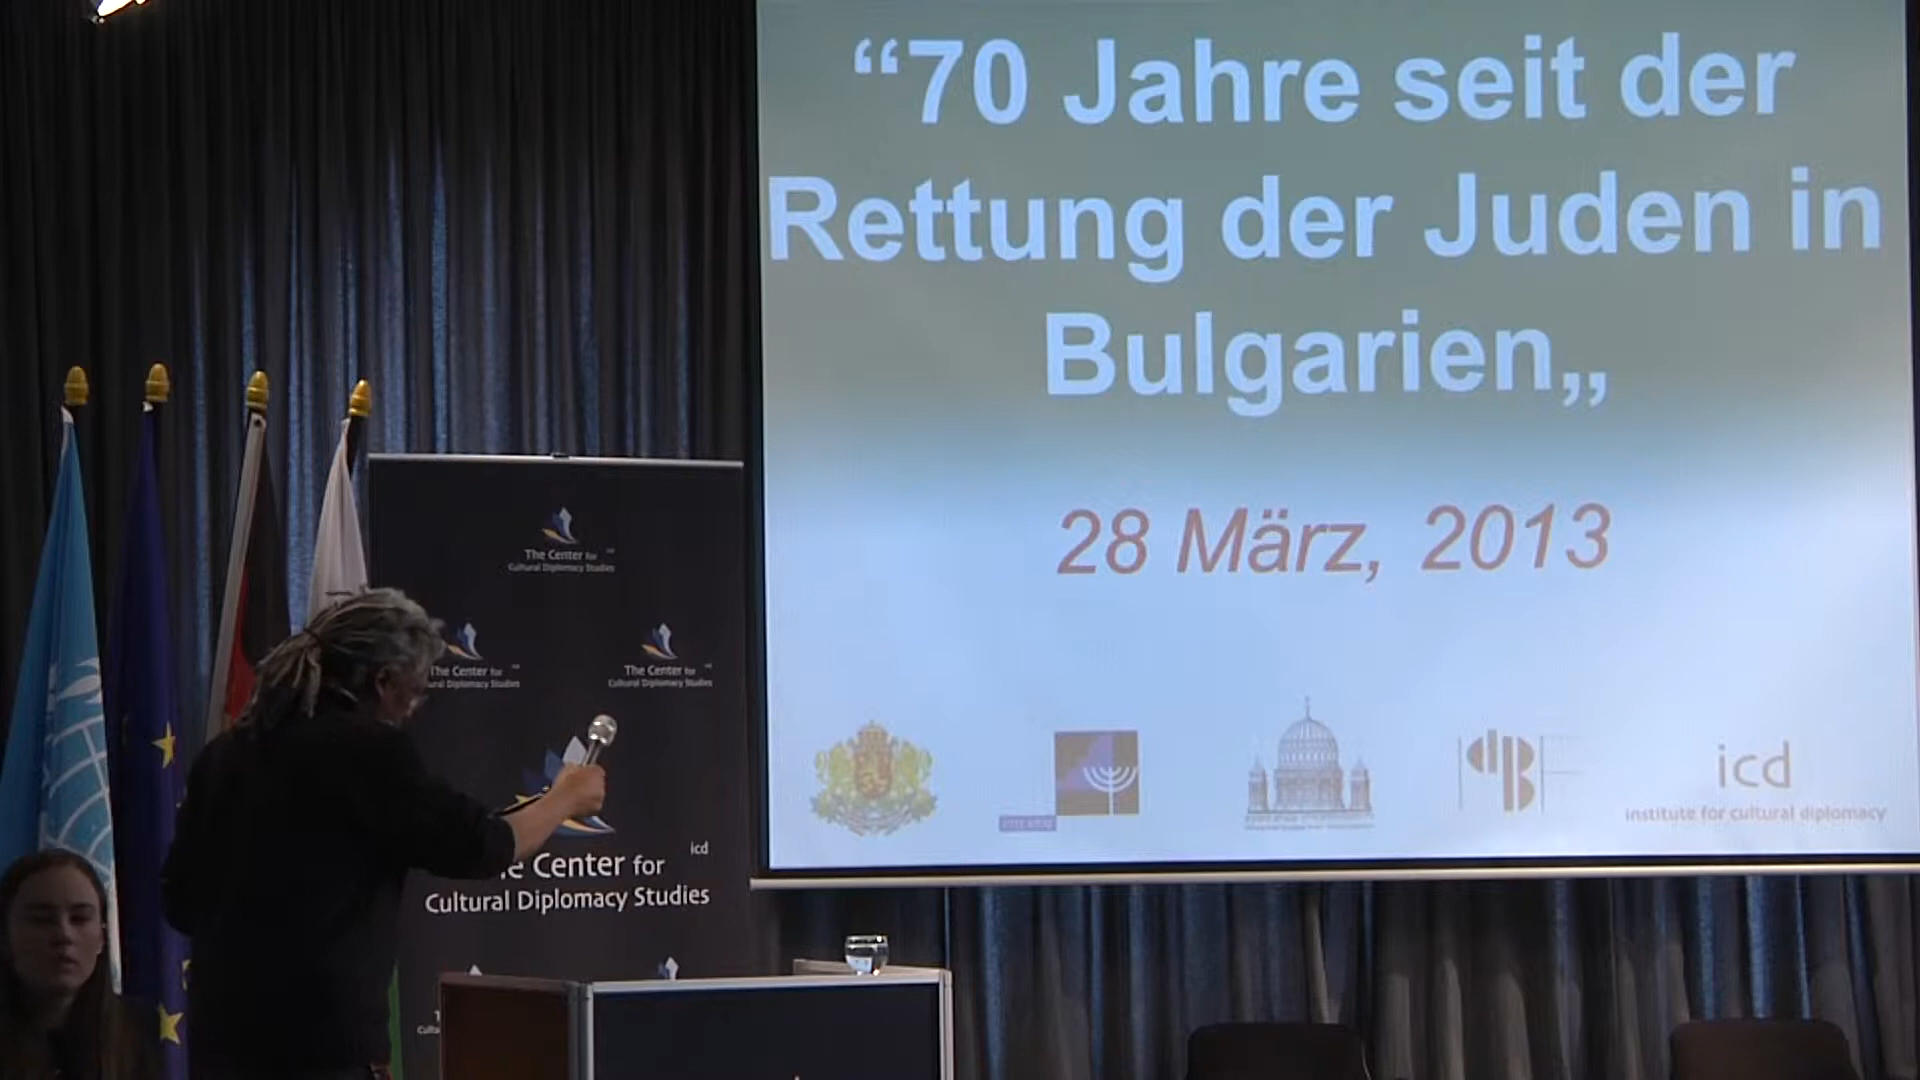 “70 Jahre seit der
Rettung der Juden in
Bulgarien„
28 März, 2013
icd
institute for cultural diplomacy
The Center for
Cultural Diplomacy Studies
The Center for
Cultural Diplomacy Studies
The Center for
Cultural Diplomacy Studies
icd
Center for
Cultural Diplomacy Studies